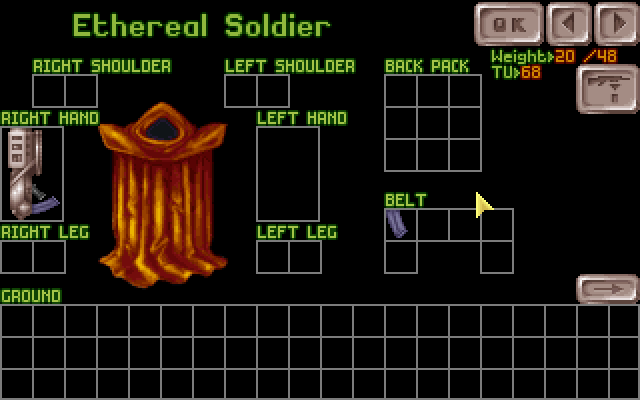 Ethereal Soldier
OK
Weight>20 /48
TU>68
RIGHT SHOULDER
LEFT SHOULDER
BACK PACK
RIGHT HAND
LEFT HAND
BELT
RIGHT LEG
LEFT LEG
GROUND